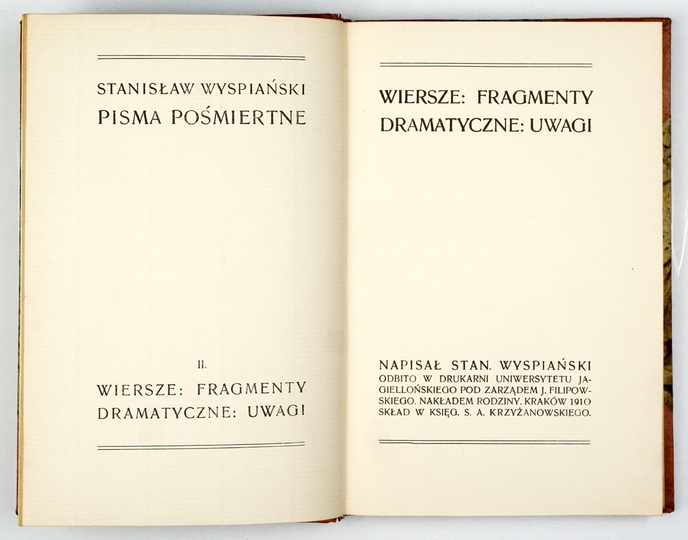 STANISŁAW WYSPIAŃSKI
PISMA POŚMIERTNE
II.
WIERSZE: FRAGMENTY
DRAMATYCZNE: UWAGI
WIERSZE: FRAGMENTY
DRAMATYCZNE: UWAGI
NAPISAŁ STAN. WYSPIAŃSKI
ODBITO W DRUKARNI UNIWERSYTETU JA-
GIELLOŃSKIEGO POD ZARZĄDEM J. FILIPOW-
SKIEGO. NAKŁADEM RODZINY. KRAKÓW 1910
SKŁAD W KSIĘG. S. A. KRZYŻANOWSKIEGO.